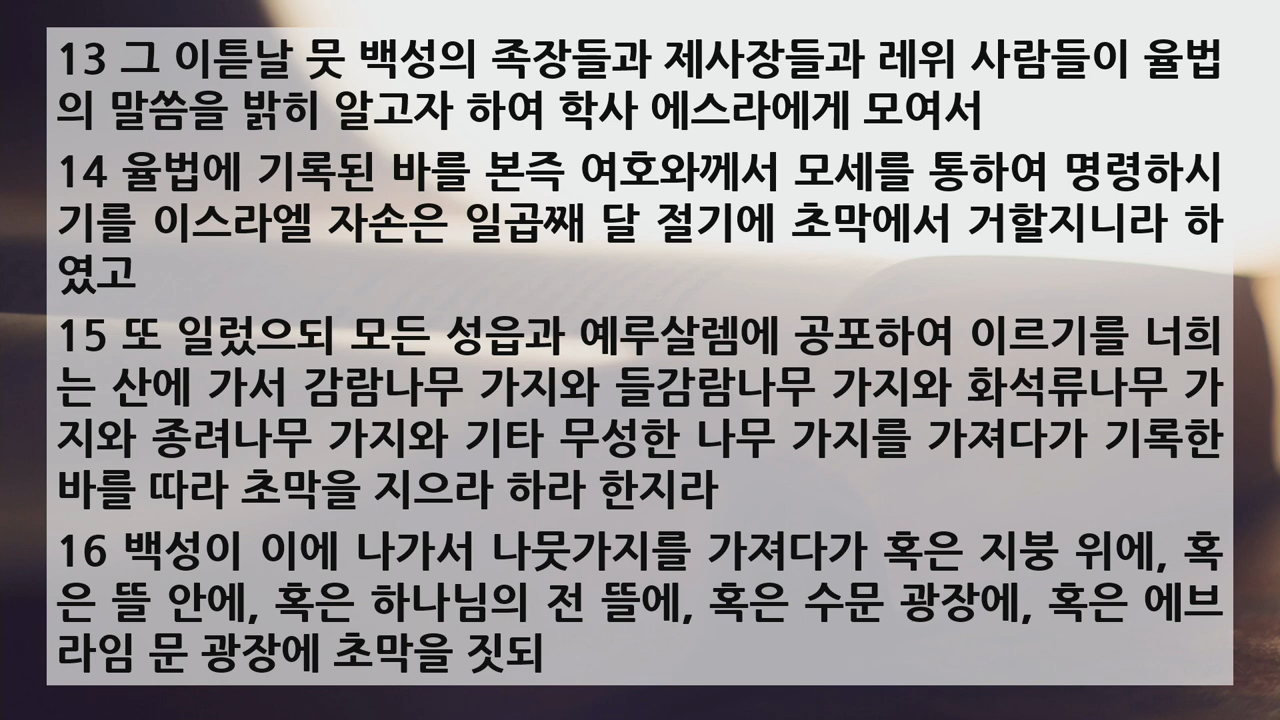 13 그 이튿날 뭇 백성의 족장들과 제사장들과 레위 사람들이 율법
의 말씀을 밝히 알고자 하여 학사 에스라에게 모여서
14 율법에 기록된 바를 본즉 여호와께서 모세를 통하여 명령하시
기를 이스라엘 자손은 일곱째 달 절기에 초막에서 거할지니라 하
였고
15 또 일렀으되 모든 성읍과 예루살렘에 공포하여 이르기를 너희
는 산에 가서 감람나무 가지와 들감람나무 가지와 화석류나무 가
지와 종려나무 가지와 기타 무성한 나무 가지를 가져다가 기록한
바를 따라 초막을 지으라 하라 한지라
16 백성이 이에 나가서 나뭇가지를 가져다가 혹은 지붕 위에, 혹
은 뜰 안에, 혹은 하나님의 전 뜰에, 혹은 수문 광장에, 혹은 에브
라임 문 광장에 초막을 짓되